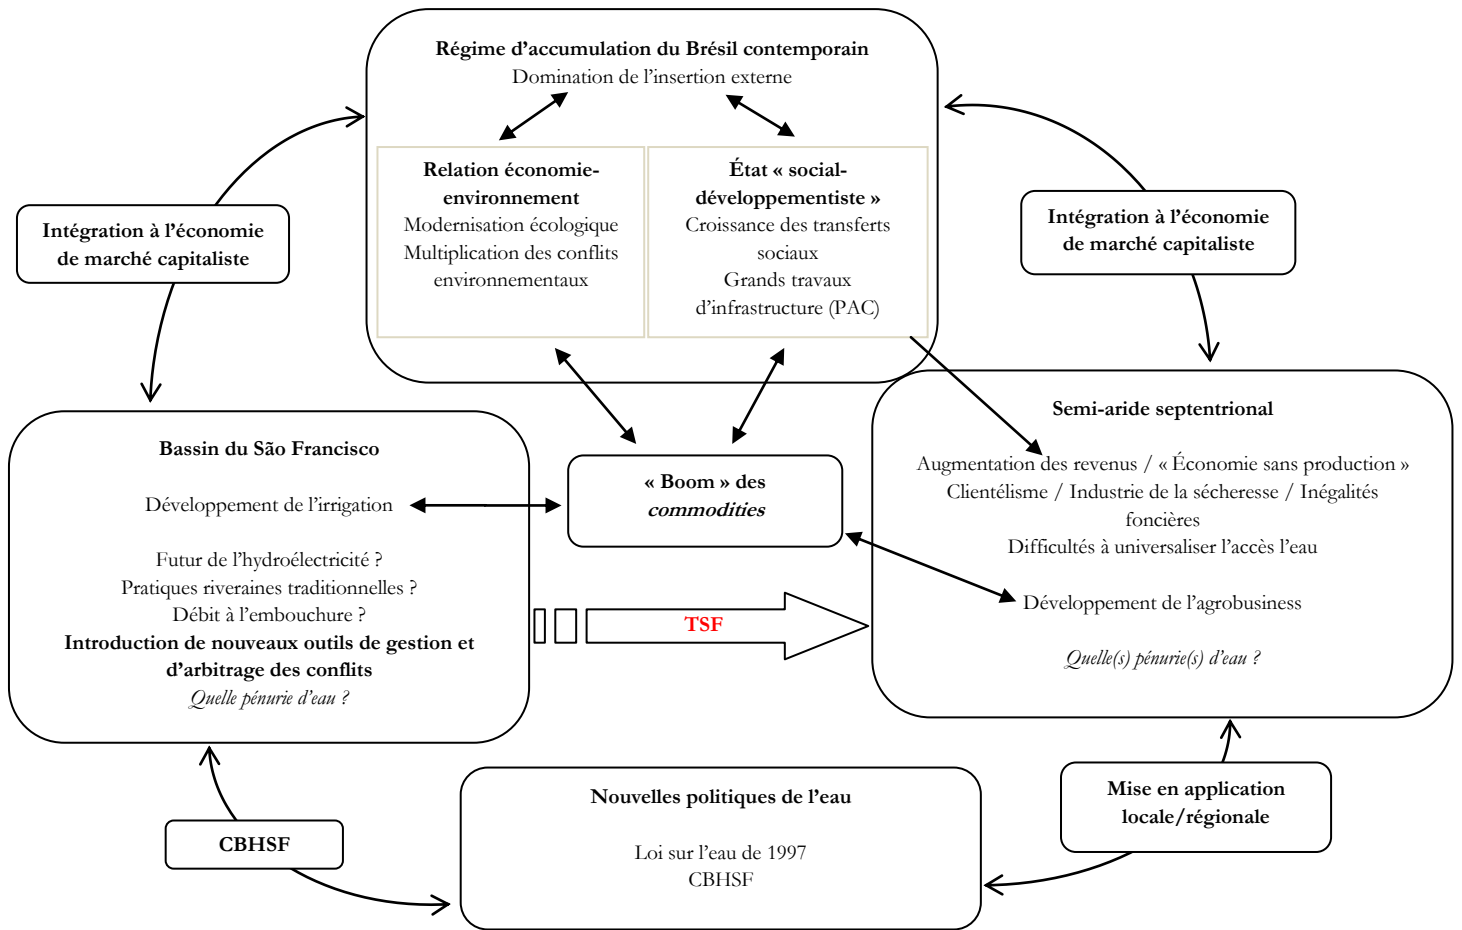 Régime d’accumulation du Brésil contemporain
Domination de l’insertion externe
Relation économie-
environnement
Modernisation écologique
Multiplication des conflits
environnementaux
État « social-
développementiste »
Croissance des transferts
sociaux
Grands travaux
d’infrastructure (PAC)
Intégration à l’économie
de marché capitaliste
Intégration à l’économie
de marché capitaliste
Bassin du São Francisco
Développement de l’irrigation
Futur de l’hydroélectricité ?
Pratiques riveraines traditionnelles ?
Débit à l’embouchure ?
Introduction de nouveaux outils de gestion et
d’arbitrage des conflits
Quelle pénurie d’eau ?
« Boom » des
commodities
TSF
Semi-aride septentrional
Augmentation des revenus / « Économie sans production »
Clientélisme / Industrie de la sécheresse / Inégalités
foncières
Difficultés à universaliser l’accès l’eau
Développement de l’agrobusiness
Quelle(s) pénurie(s) d’eau ?
CBHSF
Nouvelles politiques de l’eau
Loi sur l’eau de 1997
CBHSF
Mise en application
locale/régionale